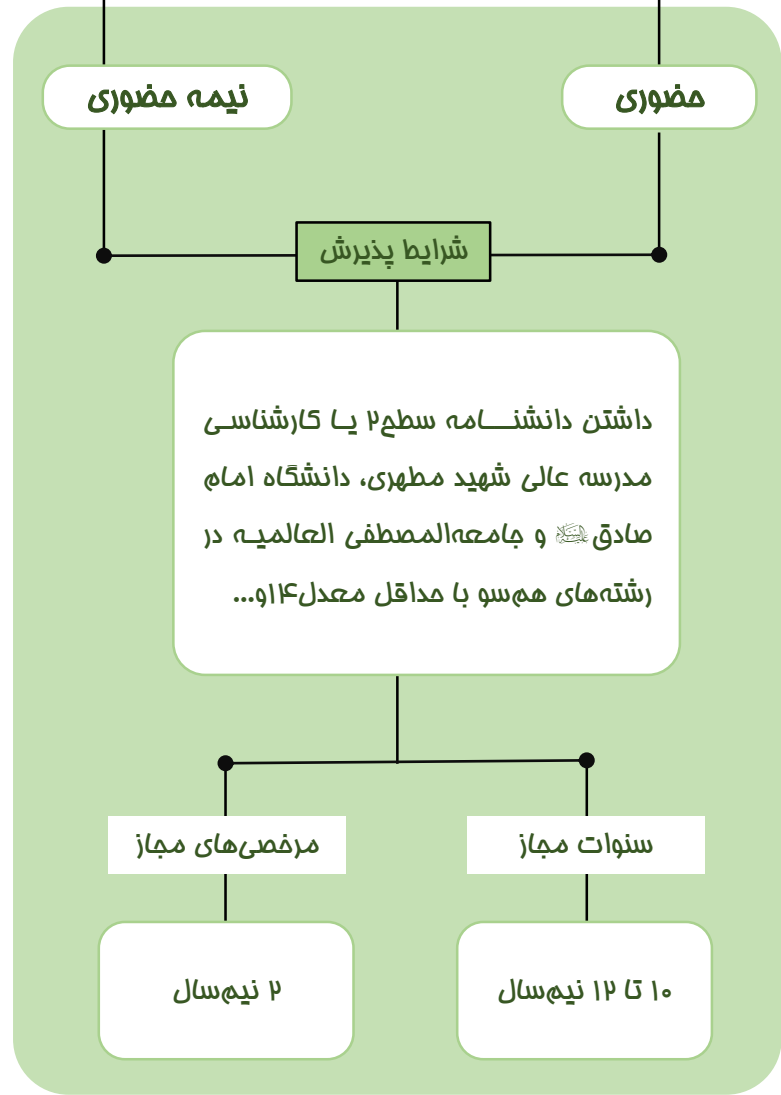 حضوری
نیمه حضوری
شرایط پذیرش
داشتن دانشنامه سطح۲ یا کارشناسی
مدرسه عالی شهید مطهری، دانشگاه امام
صادق علیه‌السلام و جامعه‌المصطفی العالمیه در
رشته‌های هم‌سو با حداقل معدل۱۴و...
سنوات مجاز
مرخصی‌های مجاز
۱۰ تا ۱۲ نیم‌سال
۲ نیم‌سال